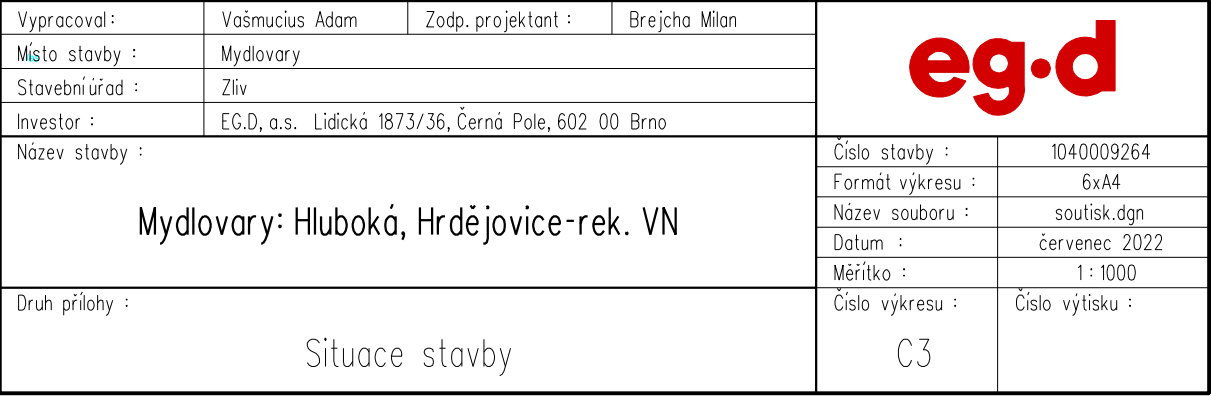 Vypracoval: Vašmucius Adam Zodp. projektant: Brejcha Milan
Místo stavby: Mydlovary
Stavební úřad: Zliv
Investor: EG.D, a.s. Lidická 1873/36, Černá Pole, 602 00 Brno
eg.d
Název stavby:
Mydlovary: Hluboká, Hrdějovice-rek. VN
Číslo stavby: 1040009264
Formát výkresu: 6xA4
Název souboru: soutisk.dgn
Datum: červenec 2022
Měřítko: 1:1000
Druh přílohy:
Situace stavby
Číslo výkresu: Číslo výtisku:
C3